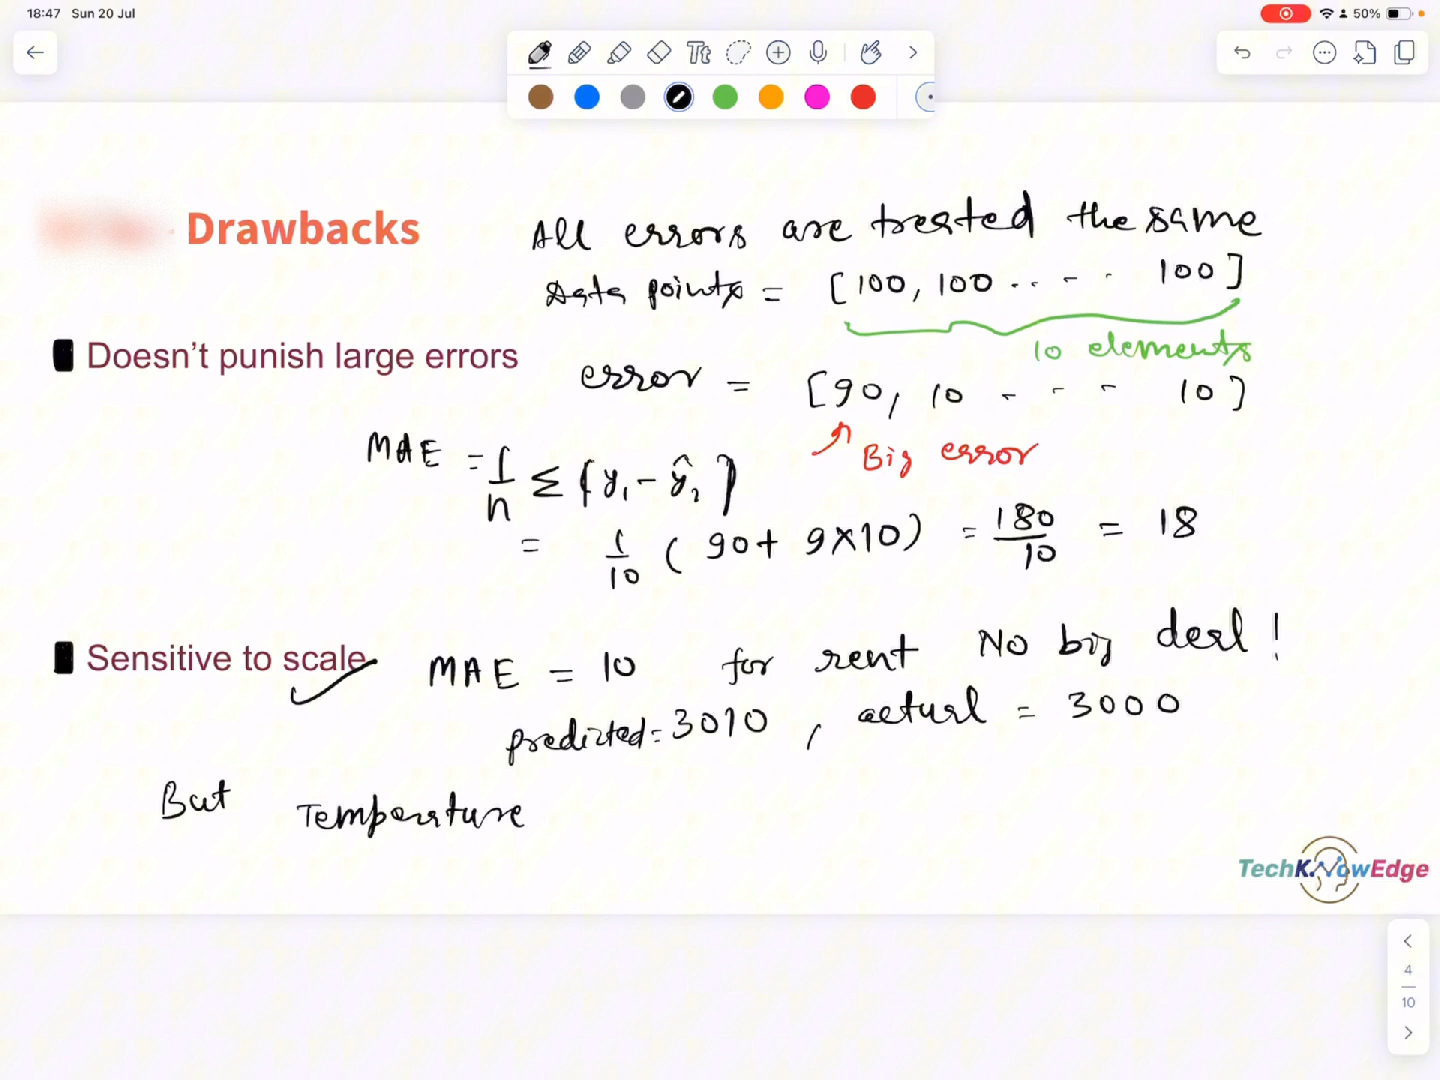 18:47 Sun 20 Jul
50%
Tt
Drawbacks
All errors are treated the same
Data points = [100, 100 .. - - 100]
10 elements
Doesn't punish large errors
error = [90, 10 - - - 10]
Big error
MAE = 1/n Σ (y₁ - ŷ₂)
= 1/10 (90 + 9×10) = 180/10 = 18
Sensitive to scale
MAE = 10 for rent No big deal!
predicted = 3010, actual = 3000
But Temperature
TechKnowEdge
4
10